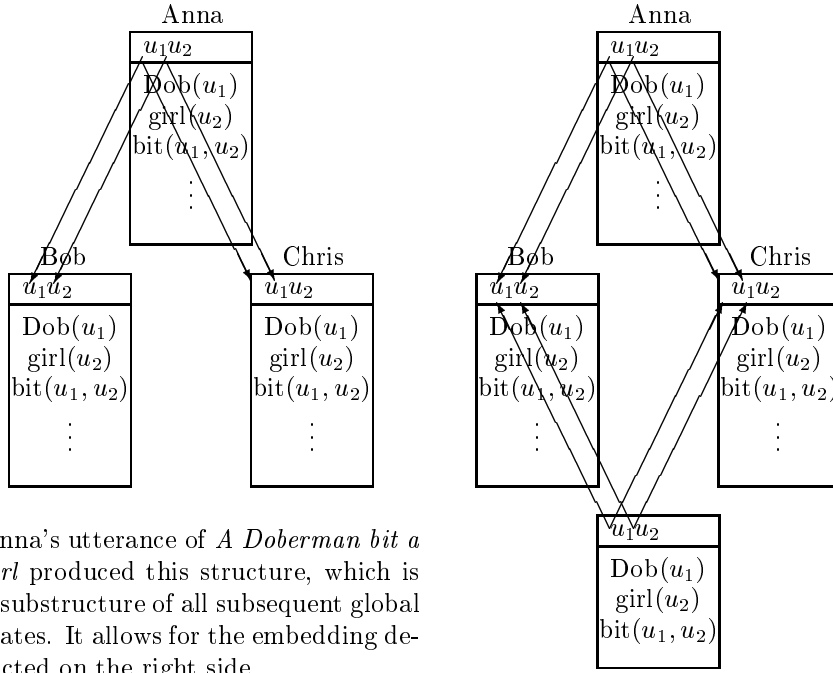 Anna
u₁u₂
Dob(u₁)
girl(u₂)
bit(u₁, u₂)
⋮
Bob
u₁u₂
Dob(u₁)
girl(u₂)
bit(u₁, u₂)
⋮
Chris
u₁u₂
Dob(u₁)
girl(u₂)
bit(u₁, u₂)
⋮
nna's utterance of A Doberman bit a
rl produced this structure, which is
substructure of all subsequent global
ates. It allows for the embedding de-
cted on the right side.
Anna
u₁u₂
Dob(u₁)
girl(u₂)
bit(u₁, u₂)
⋮
Bob
u₁u₂
Dob(u₁)
girl(u₂)
bit(u₁, u₂)
⋮
Chris
u₁u₂
Dob(u₁)
girl(u₂)
bit(u₁, u₂)
⋮
u₁u₂
Dob(u₁)
girl(u₂)
bit(u₁, u₂)